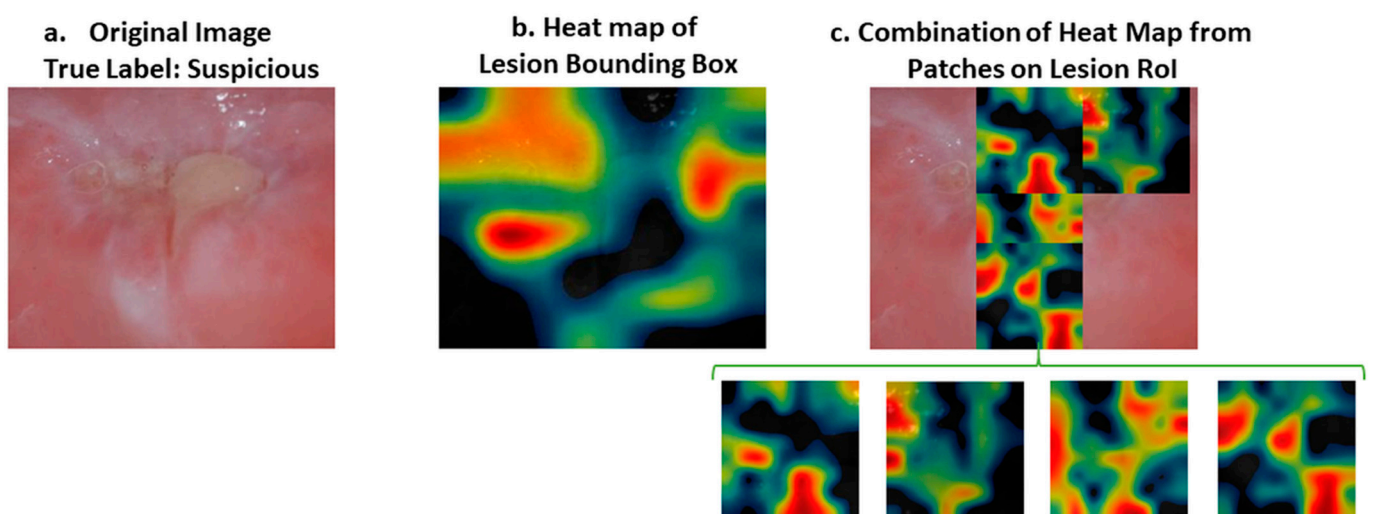 a. Original Image
True Label: Suspicious
b. Heat map of
Lesion Bounding Box
c. Combination of Heat Map from
Patches on Lesion RoI